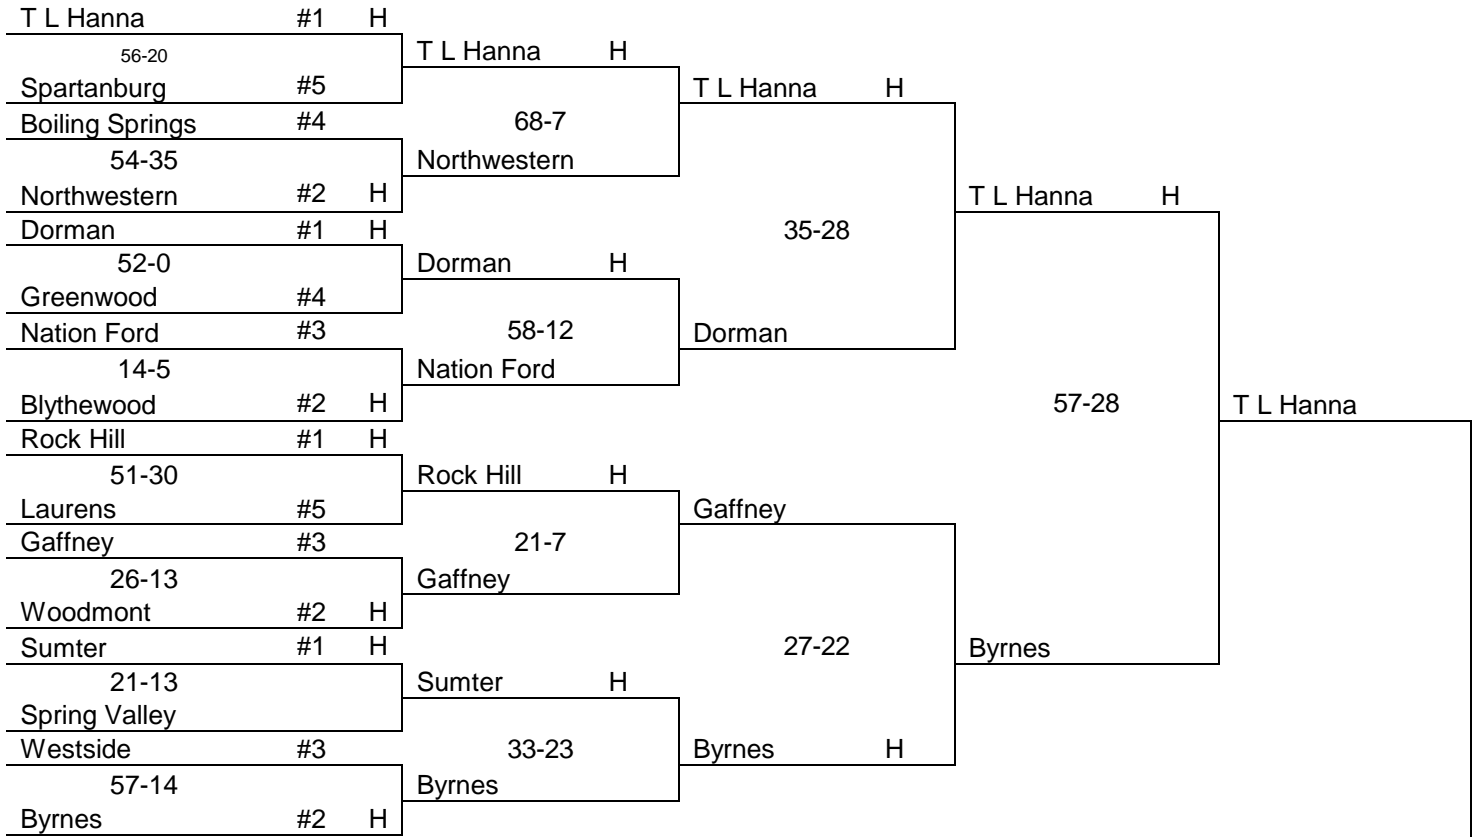 T L Hanna #1 H
56-20
Spartanburg #5
Boiling Springs #4
54-35
Northwestern #2 H
Dorman #1 H
52-0
Greenwood #4
Nation Ford #3
14-5
Blythewood #2 H
Rock Hill #1 H
51-30
Laurens #5
Gaffney #3
26-13
Woodmont #2 H
Sumter #1 H
21-13
Spring Valley
Westside #3
57-14
Byrnes #2 H
T L Hanna H
68-7
Northwestern
Dorman H
58-12
Nation Ford
Rock Hill H
21-7
Gaffney
Sumter H
33-23
Byrnes
T L Hanna H
35-28
Dorman
Gaffney
27-22
Byrnes H
T L Hanna H
57-28
Byrnes
T L Hanna